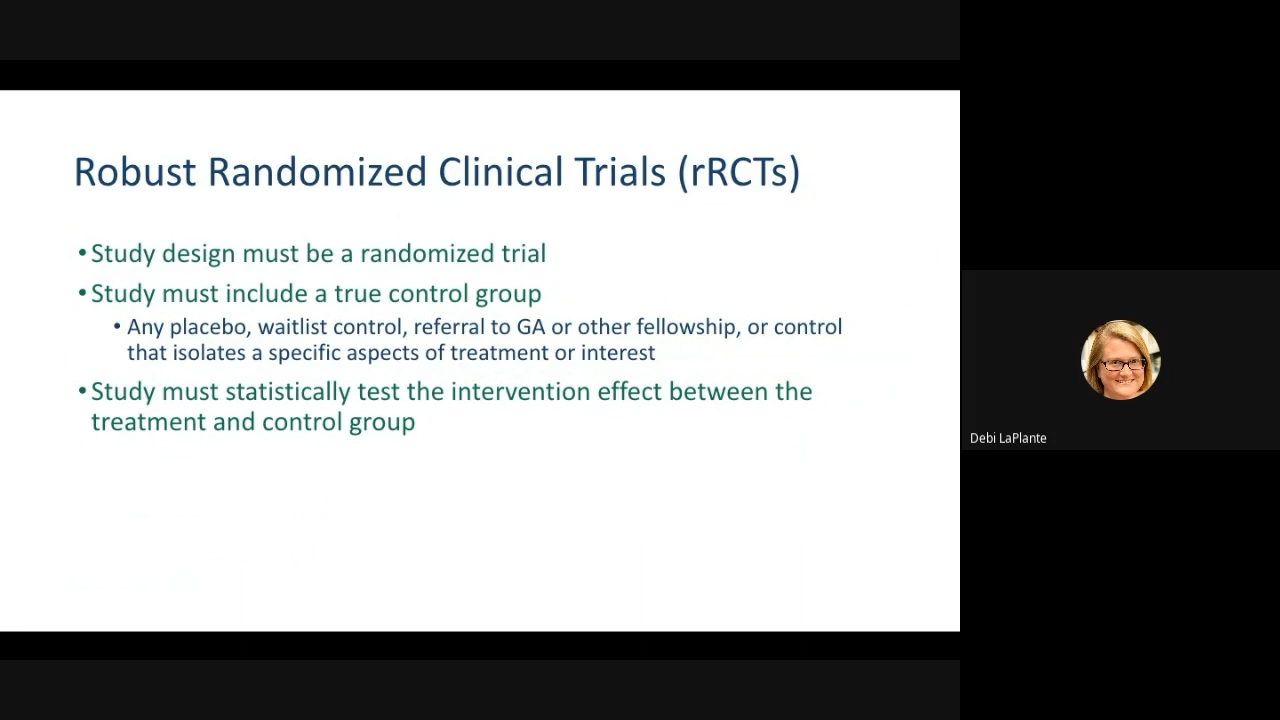 Robust Randomized Clinical Trials (rRCTs)
•Study design must be a randomized trial
•Study must include a true control group
•Any placebo, waitlist control, referral to GA or other fellowship, or control
that isolates a specific aspects of treatment or interest
•Study must statistically test the intervention effect between the
treatment and control group
Debi LaPlante